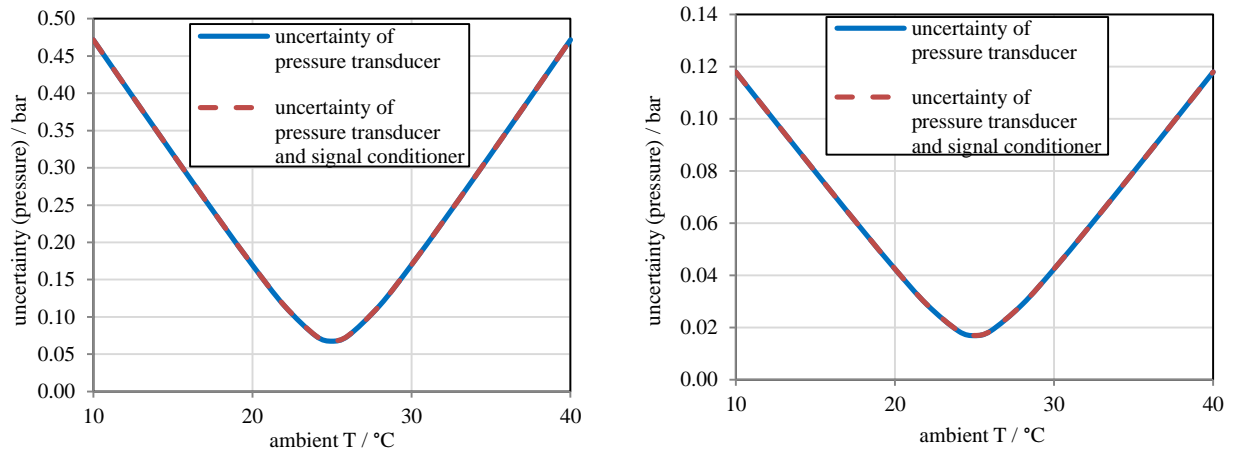 0.50
0.45
0.40
0.35
0.30
0.25
0.20
0.15
0.10
0.05
0.00
uncertainty (pressure) / bar
uncertainty of
pressure transducer
uncertainty of
pressure transducer
and signal conditioner
10 20 30 40
ambient T / °C
0.14
0.12
0.10
0.08
0.06
0.04
0.02
0.00
uncertainty (pressure) / bar
uncertainty of
pressure transducer
uncertainty of
pressure transducer
and signal conditioner
10 20 30 40
ambient T / °C